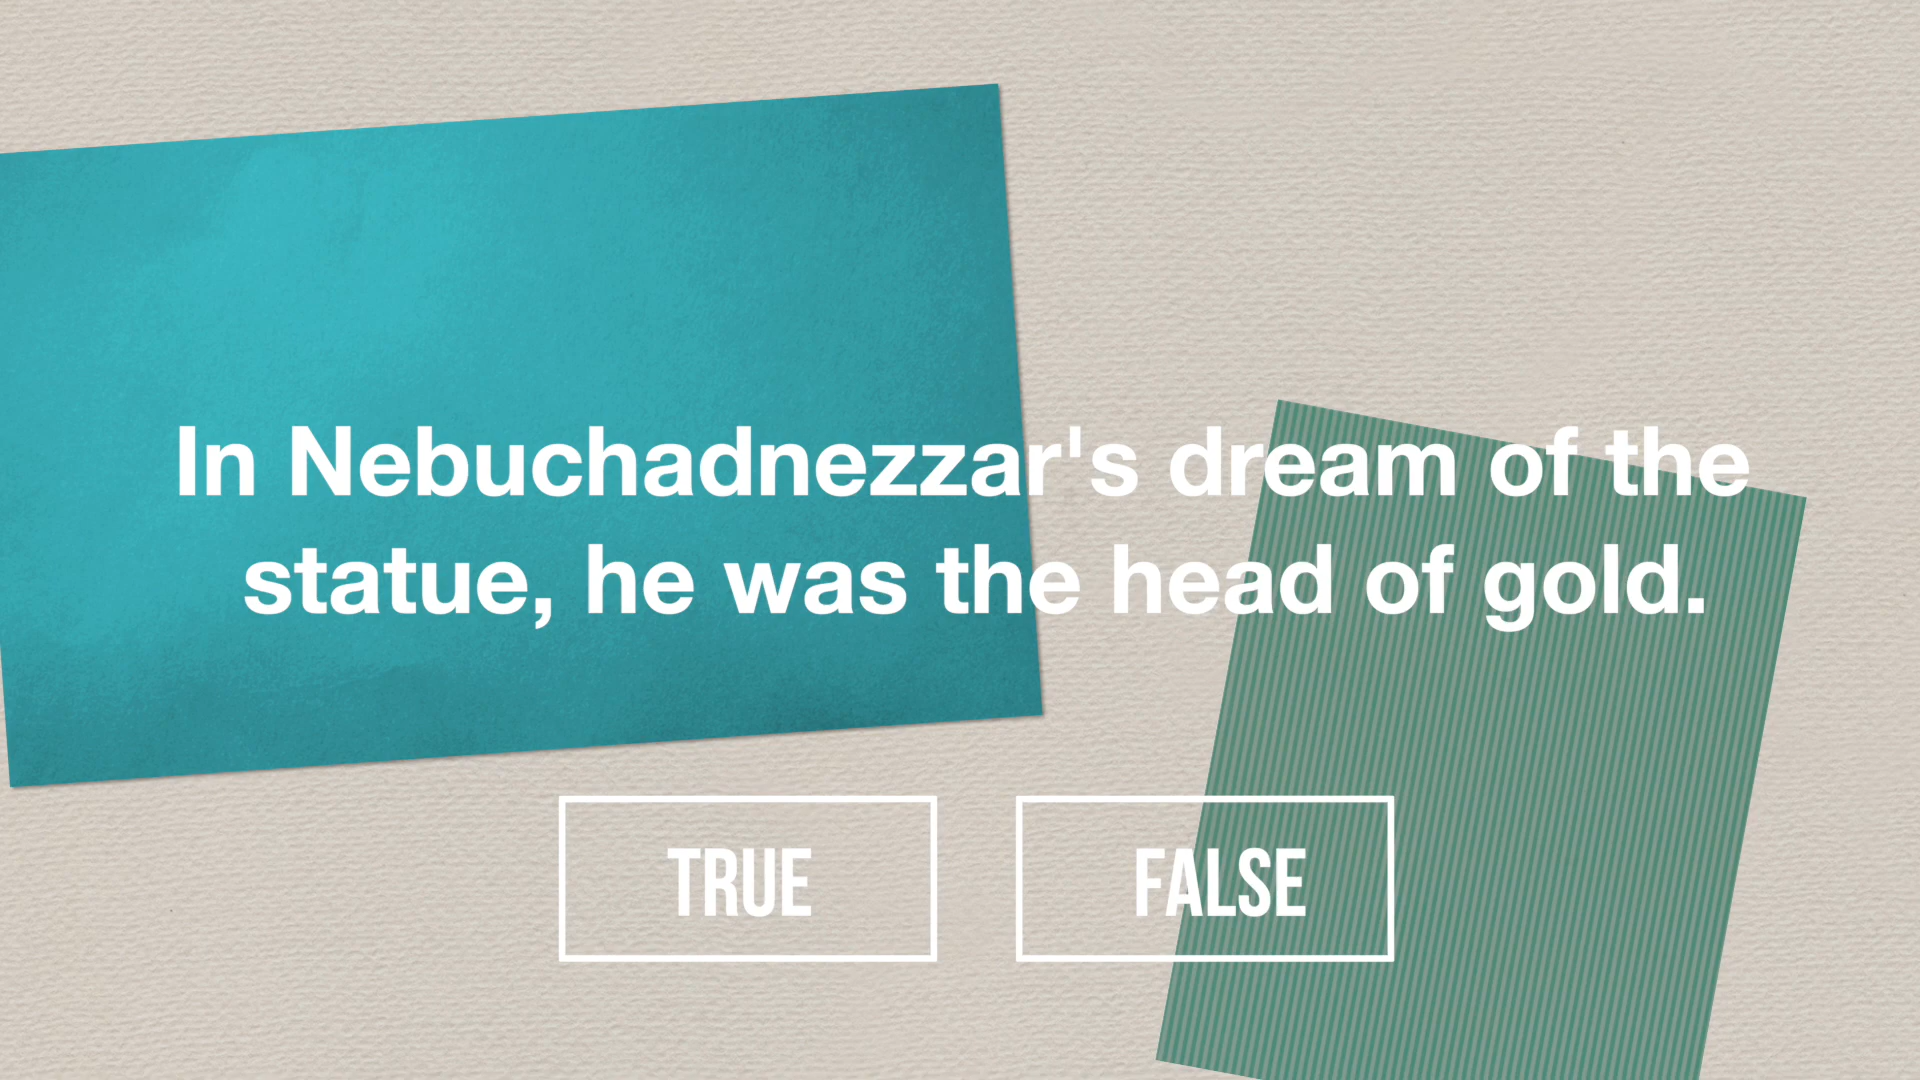 In Nebuchadnezzar's dream of the
statue, he was the head of gold.
TRUE
FALSE